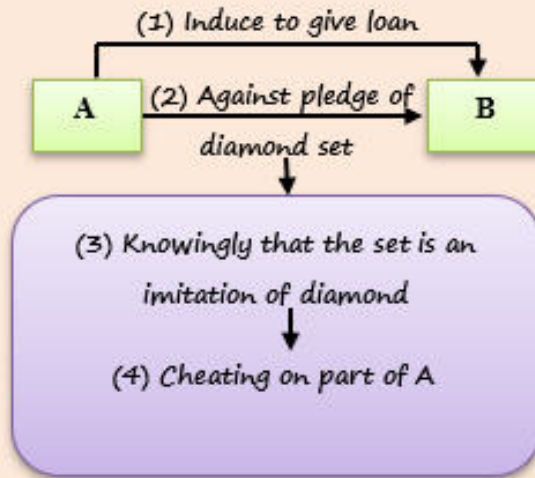 (1) Induce to give loan
A
(2) Against pledge of
diamond set
B
(3) Knowingly that the set is an
imitation of diamond
(4) Cheating on part of A